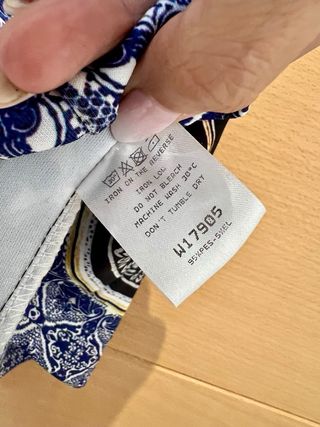 IRON ON THE REVERSE
IRON LOW
DO NOT BLEACH
MACHINE WASH 30°C
DON'T TUMBLE DRY
W17905
95%PES-5%EL